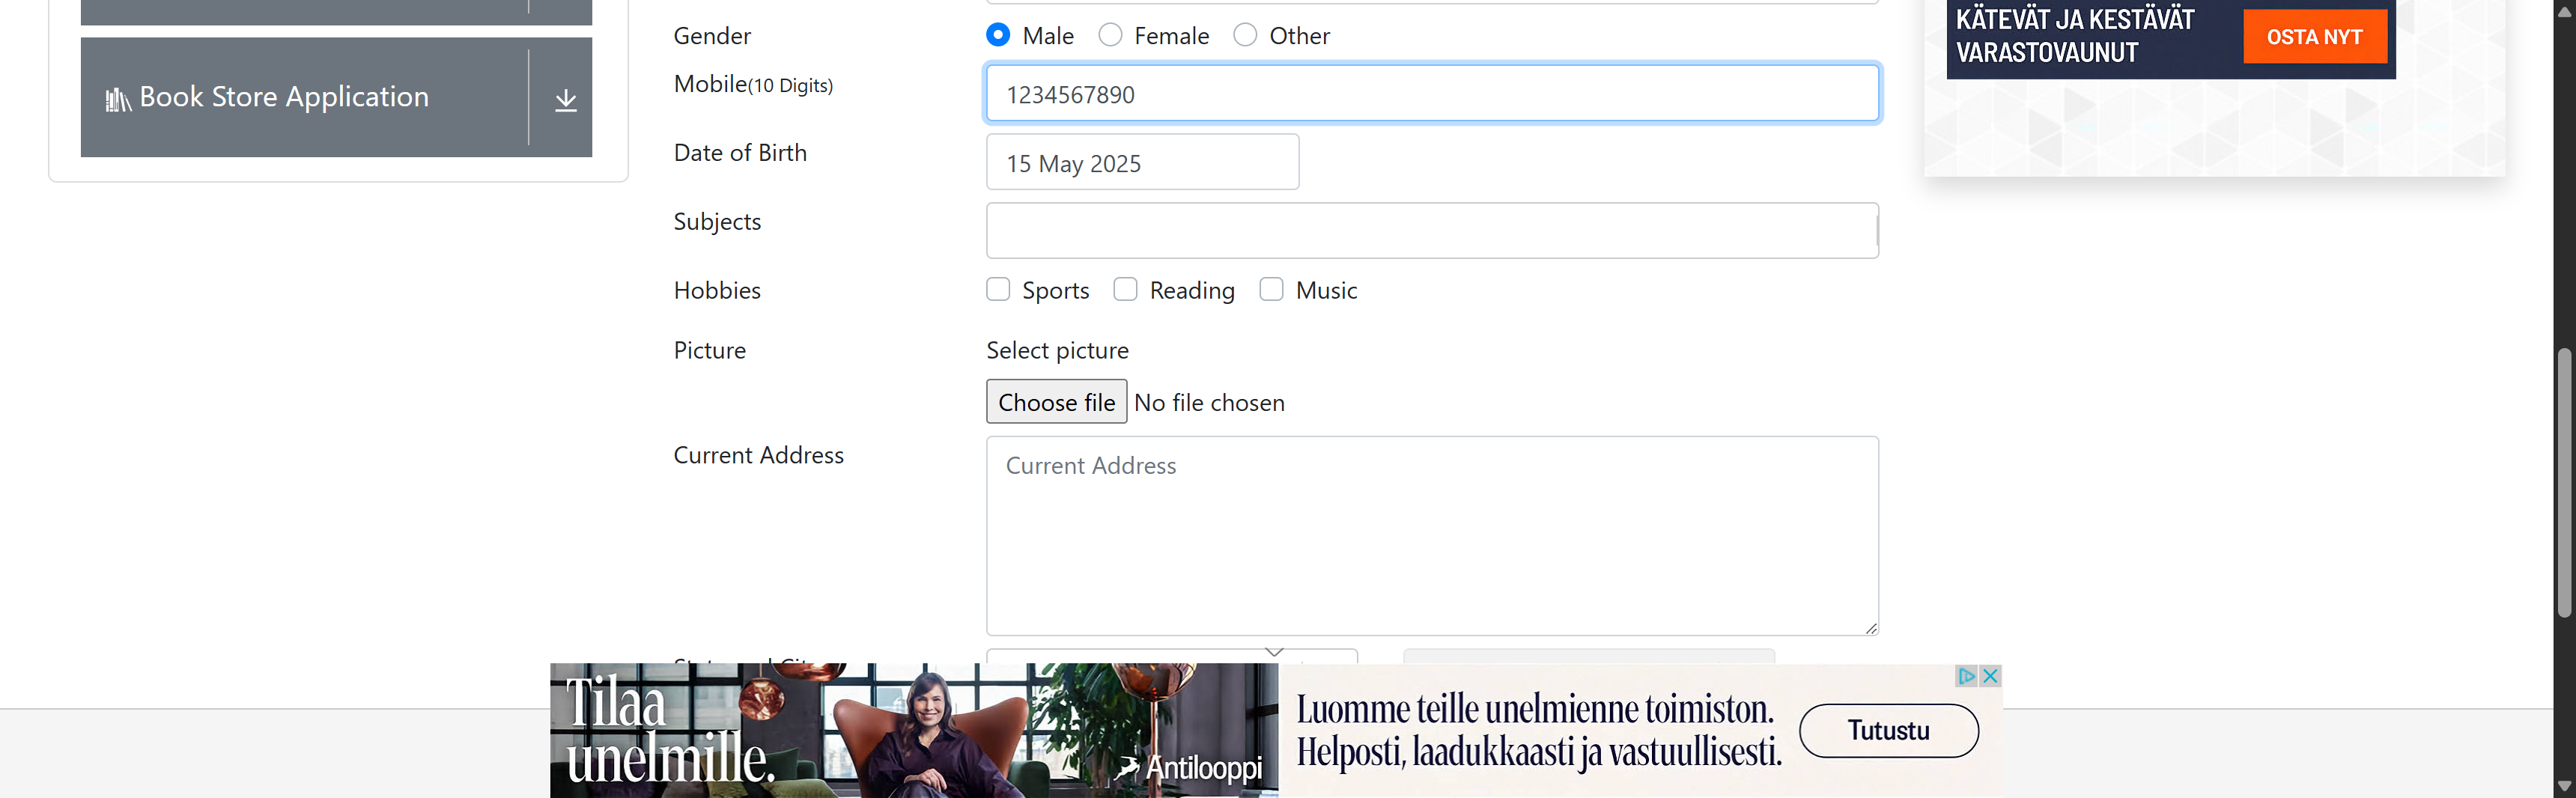 Gender
Male
Female
Other
Book Store Application
Mobile(10 Digits)
1234567890
Date of Birth
15 May 2025
Subjects
Hobbies
Sports
Reading
Music
Picture
Select picture
Choose file No file chosen
Current Address
Current Address
KÄTEVÄT JA KESTÄVÄT
VARASTOVAUNUT
OSTA NYT
Tilaa
unelmille.
Antilooppi
Luomme teille unelmienne toimiston.
Helposti, laadukkaasti ja vastuullisesti.
Tutustu